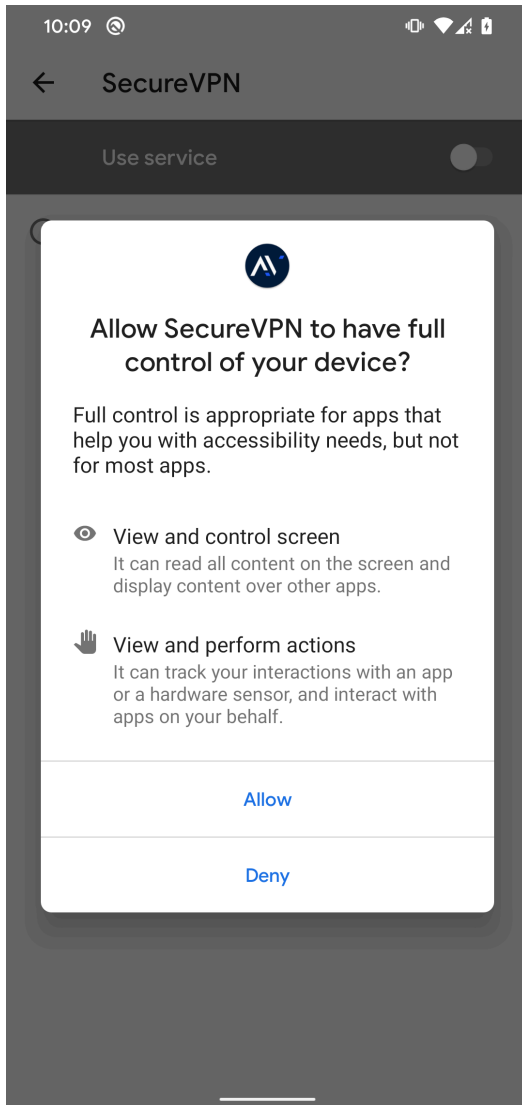 10:09
SecureVPN
Use service
Allow SecureVPN to have full
control of your device?
Full control is appropriate for apps that
help you with accessibility needs, but not
for most apps.
View and control screen
It can read all content on the screen and
display content over other apps.
View and perform actions
It can track your interactions with an app
or a hardware sensor, and interact with
apps on your behalf.
Allow
Deny